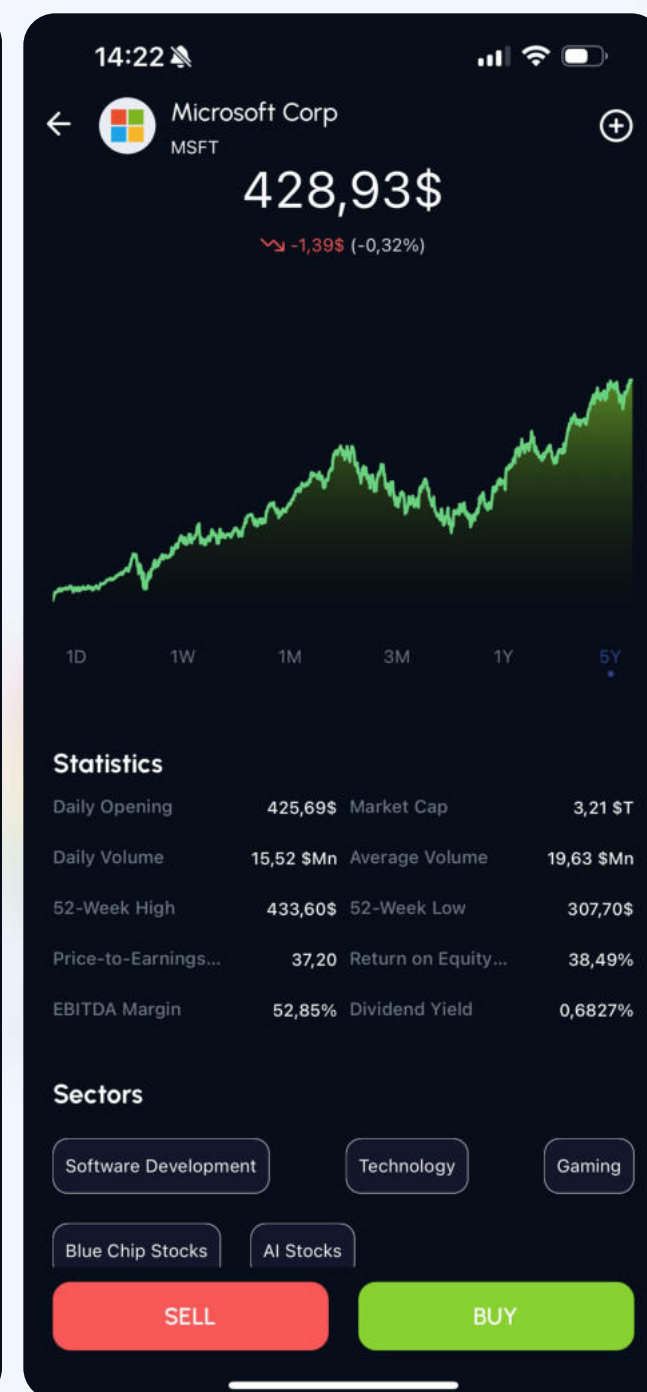 14:22
Microsoft Corp
MSFT
428,93$
-1,39$ (-0,32%)
1D 1W 1M 3M 1Y 5Y
Statistics
Daily Opening 425,69$ Market Cap 3,21 $T
Daily Volume 15,52 $Mn Average Volume 19,63 $Mn
52-Week High 433,60$ 52-Week Low 307,70$
Price-to-Earnings... 37,20 Return on Equity... 38,49%
EBITDA Margin 52,85% Dividend Yield 0,6827%
Sectors
Software Development Technology Gaming
Blue Chip Stocks AI Stocks
SELL BUY